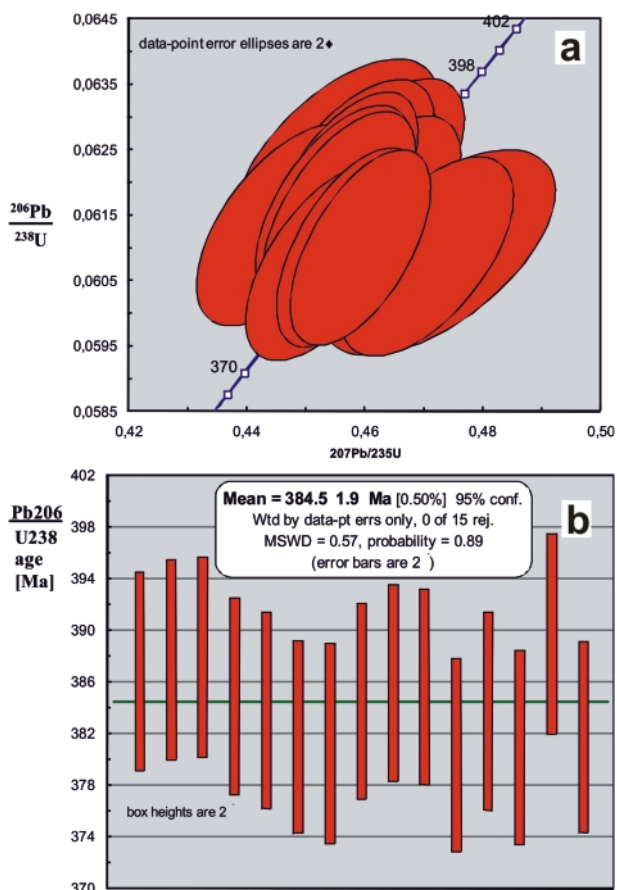 0,0645
0,0635
0,0625
0,0615
0,0605
0,0595
0,0585
206Pb
238U
data-point error ellipses are 2♦
402
398
370
a
0,42
0,44
0,46
0,48
0,50
207Pb/235U
402
398
394
390
386
382
378
374
370
Pb206
U238
age
[Ma]
Mean = 384.5 1.9 Ma [0.50%] 95% conf.
Wtd by data-pt errs only, 0 of 15 rej.
MSWD = 0.57, probability = 0.89
(error bars are 2 )
b
box heights are 2